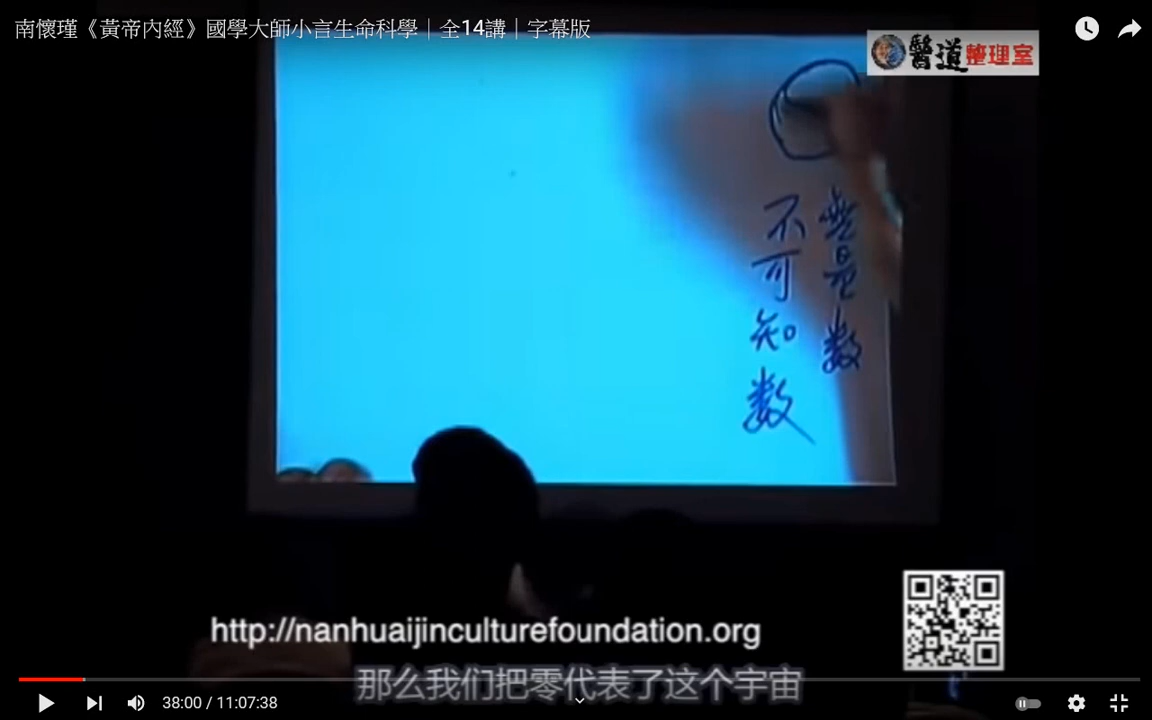 南懷瑾《黃帝內經》國學大師小言生命科學｜全14講｜字幕版
醫道整理室
無量数
不可知数
http://nanhuaijinculturefoundation.org
那么我们把零代表了这个宇宙
38:00 / 11:07:38